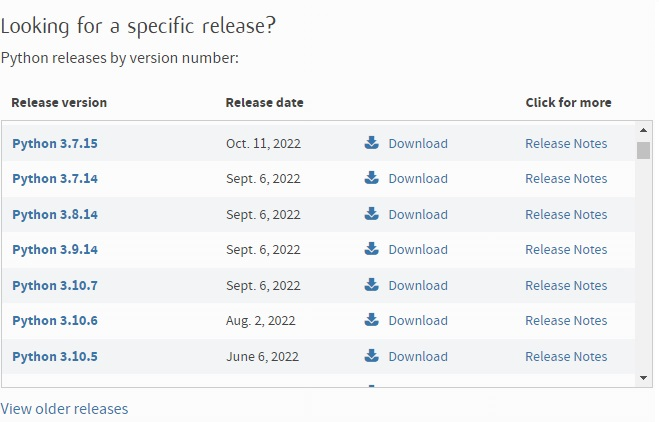 Looking for a specific release?
Python releases by version number:
Release version Release date Click for more
Python 3.7.15 Oct. 11, 2022 Download Release Notes
Python 3.7.14 Sept. 6, 2022 Download Release Notes
Python 3.8.14 Sept. 6, 2022 Download Release Notes
Python 3.9.14 Sept. 6, 2022 Download Release Notes
Python 3.10.7 Sept. 6, 2022 Download Release Notes
Python 3.10.6 Aug. 2, 2022 Download Release Notes
Python 3.10.5 June 6, 2022 Download Release Notes
View older releases